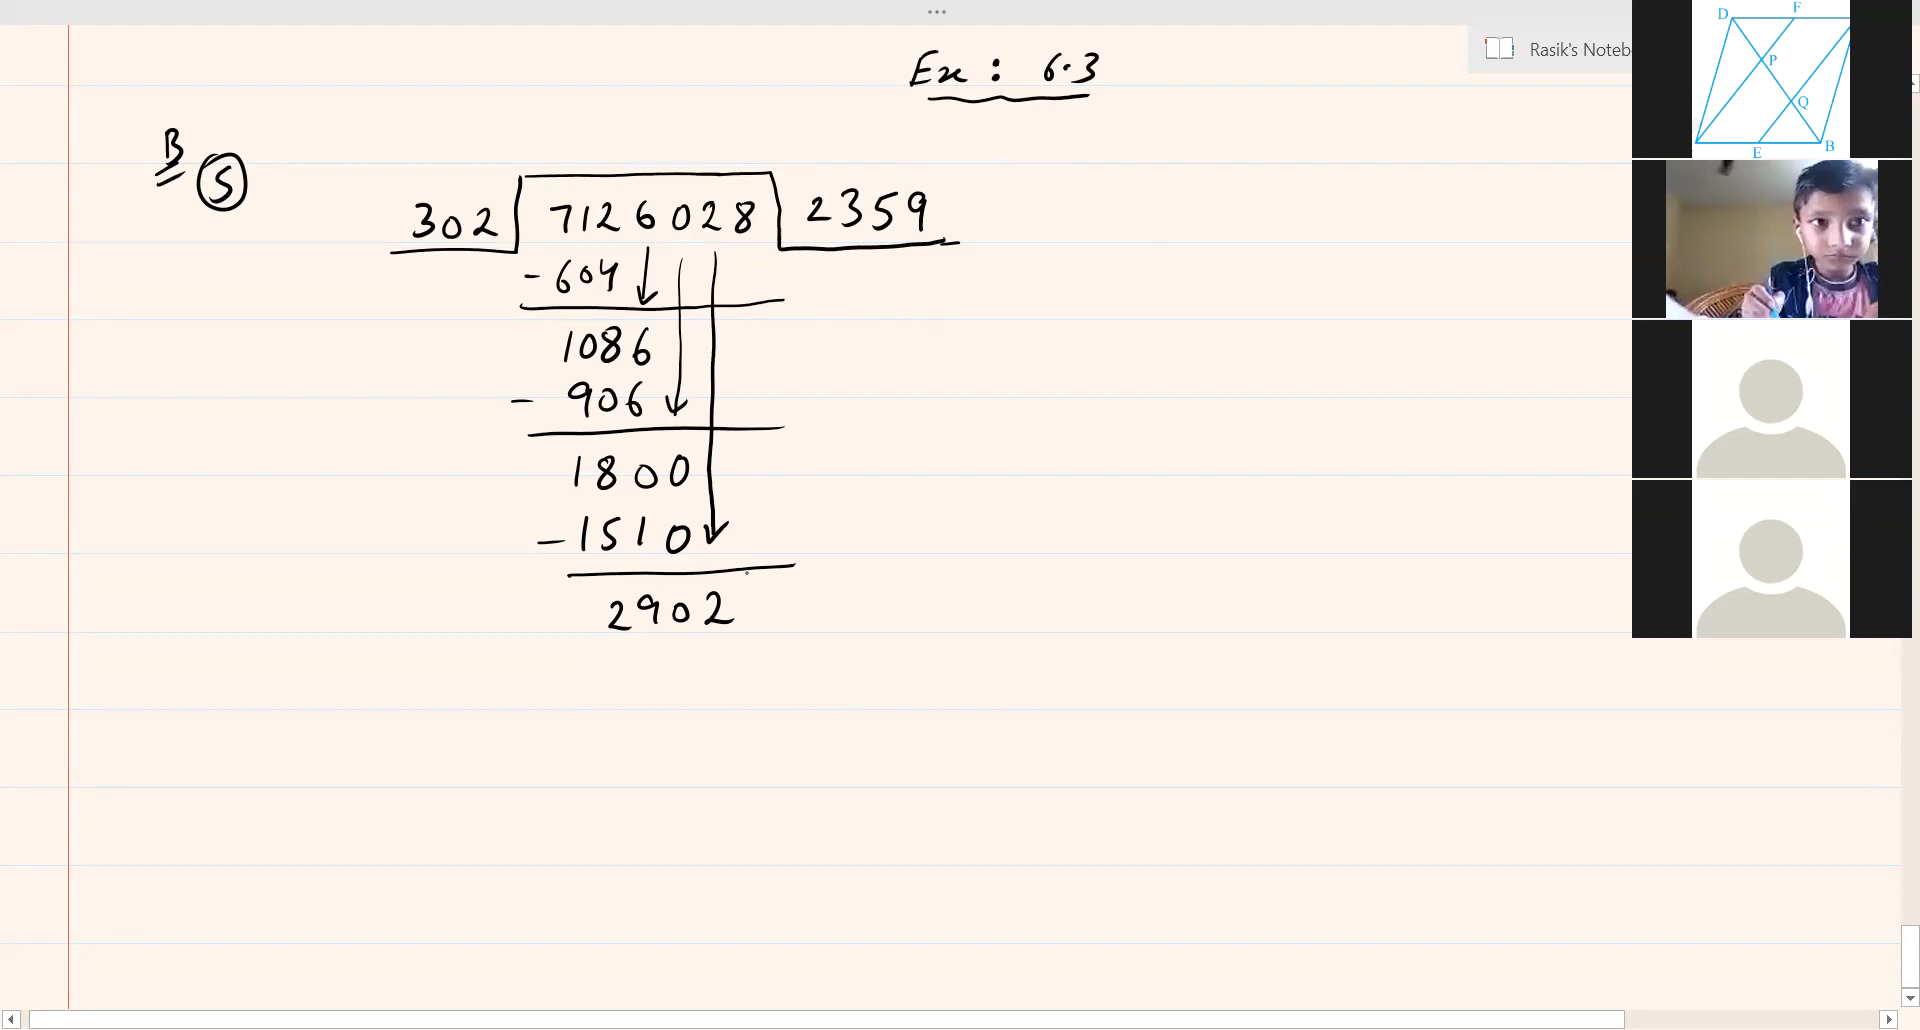 Ex : 6.3
B
5
302 7126028 2359
- 604
1086
- 906
1800
- 1510
2902
Rasik's Noteb
D F
P
Q
E B